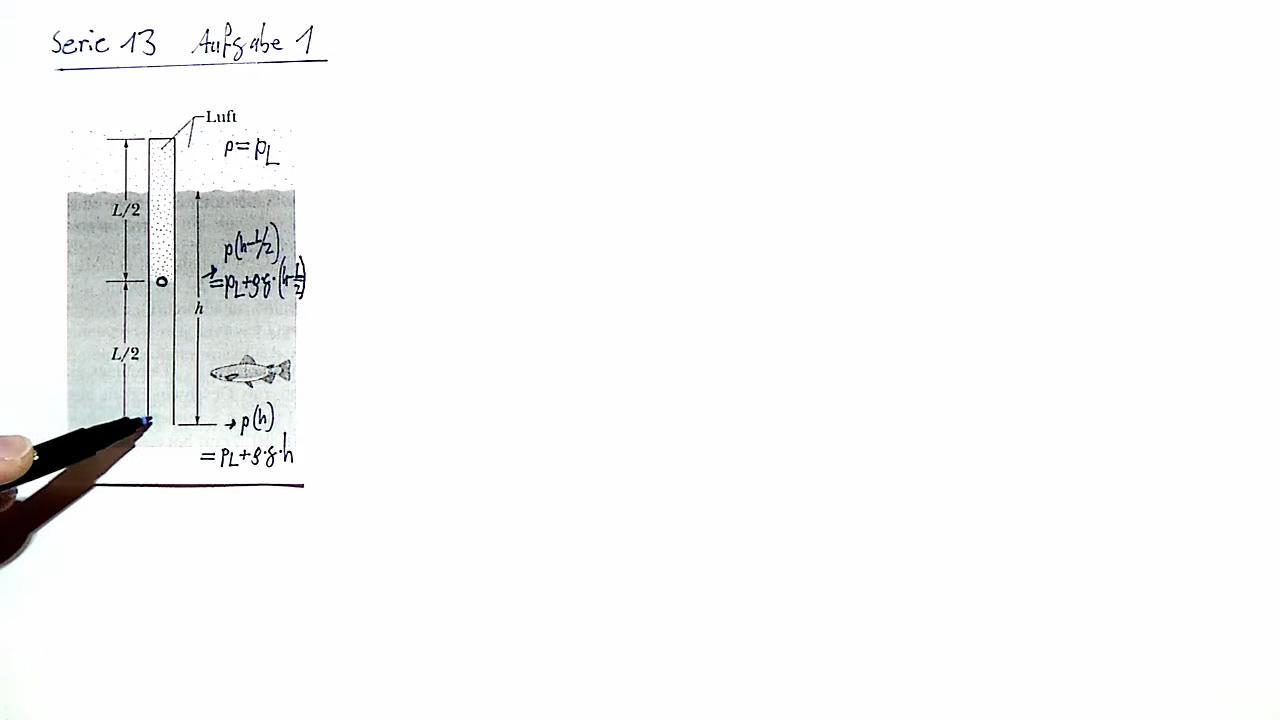 Serie 13 Aufgabe 1
Luft
p = pL
L/2
p(h-L/2)
= pL+ρ·g·(h-L/2)
h
L/2
→ p(h)
= pL+ρ·g·h